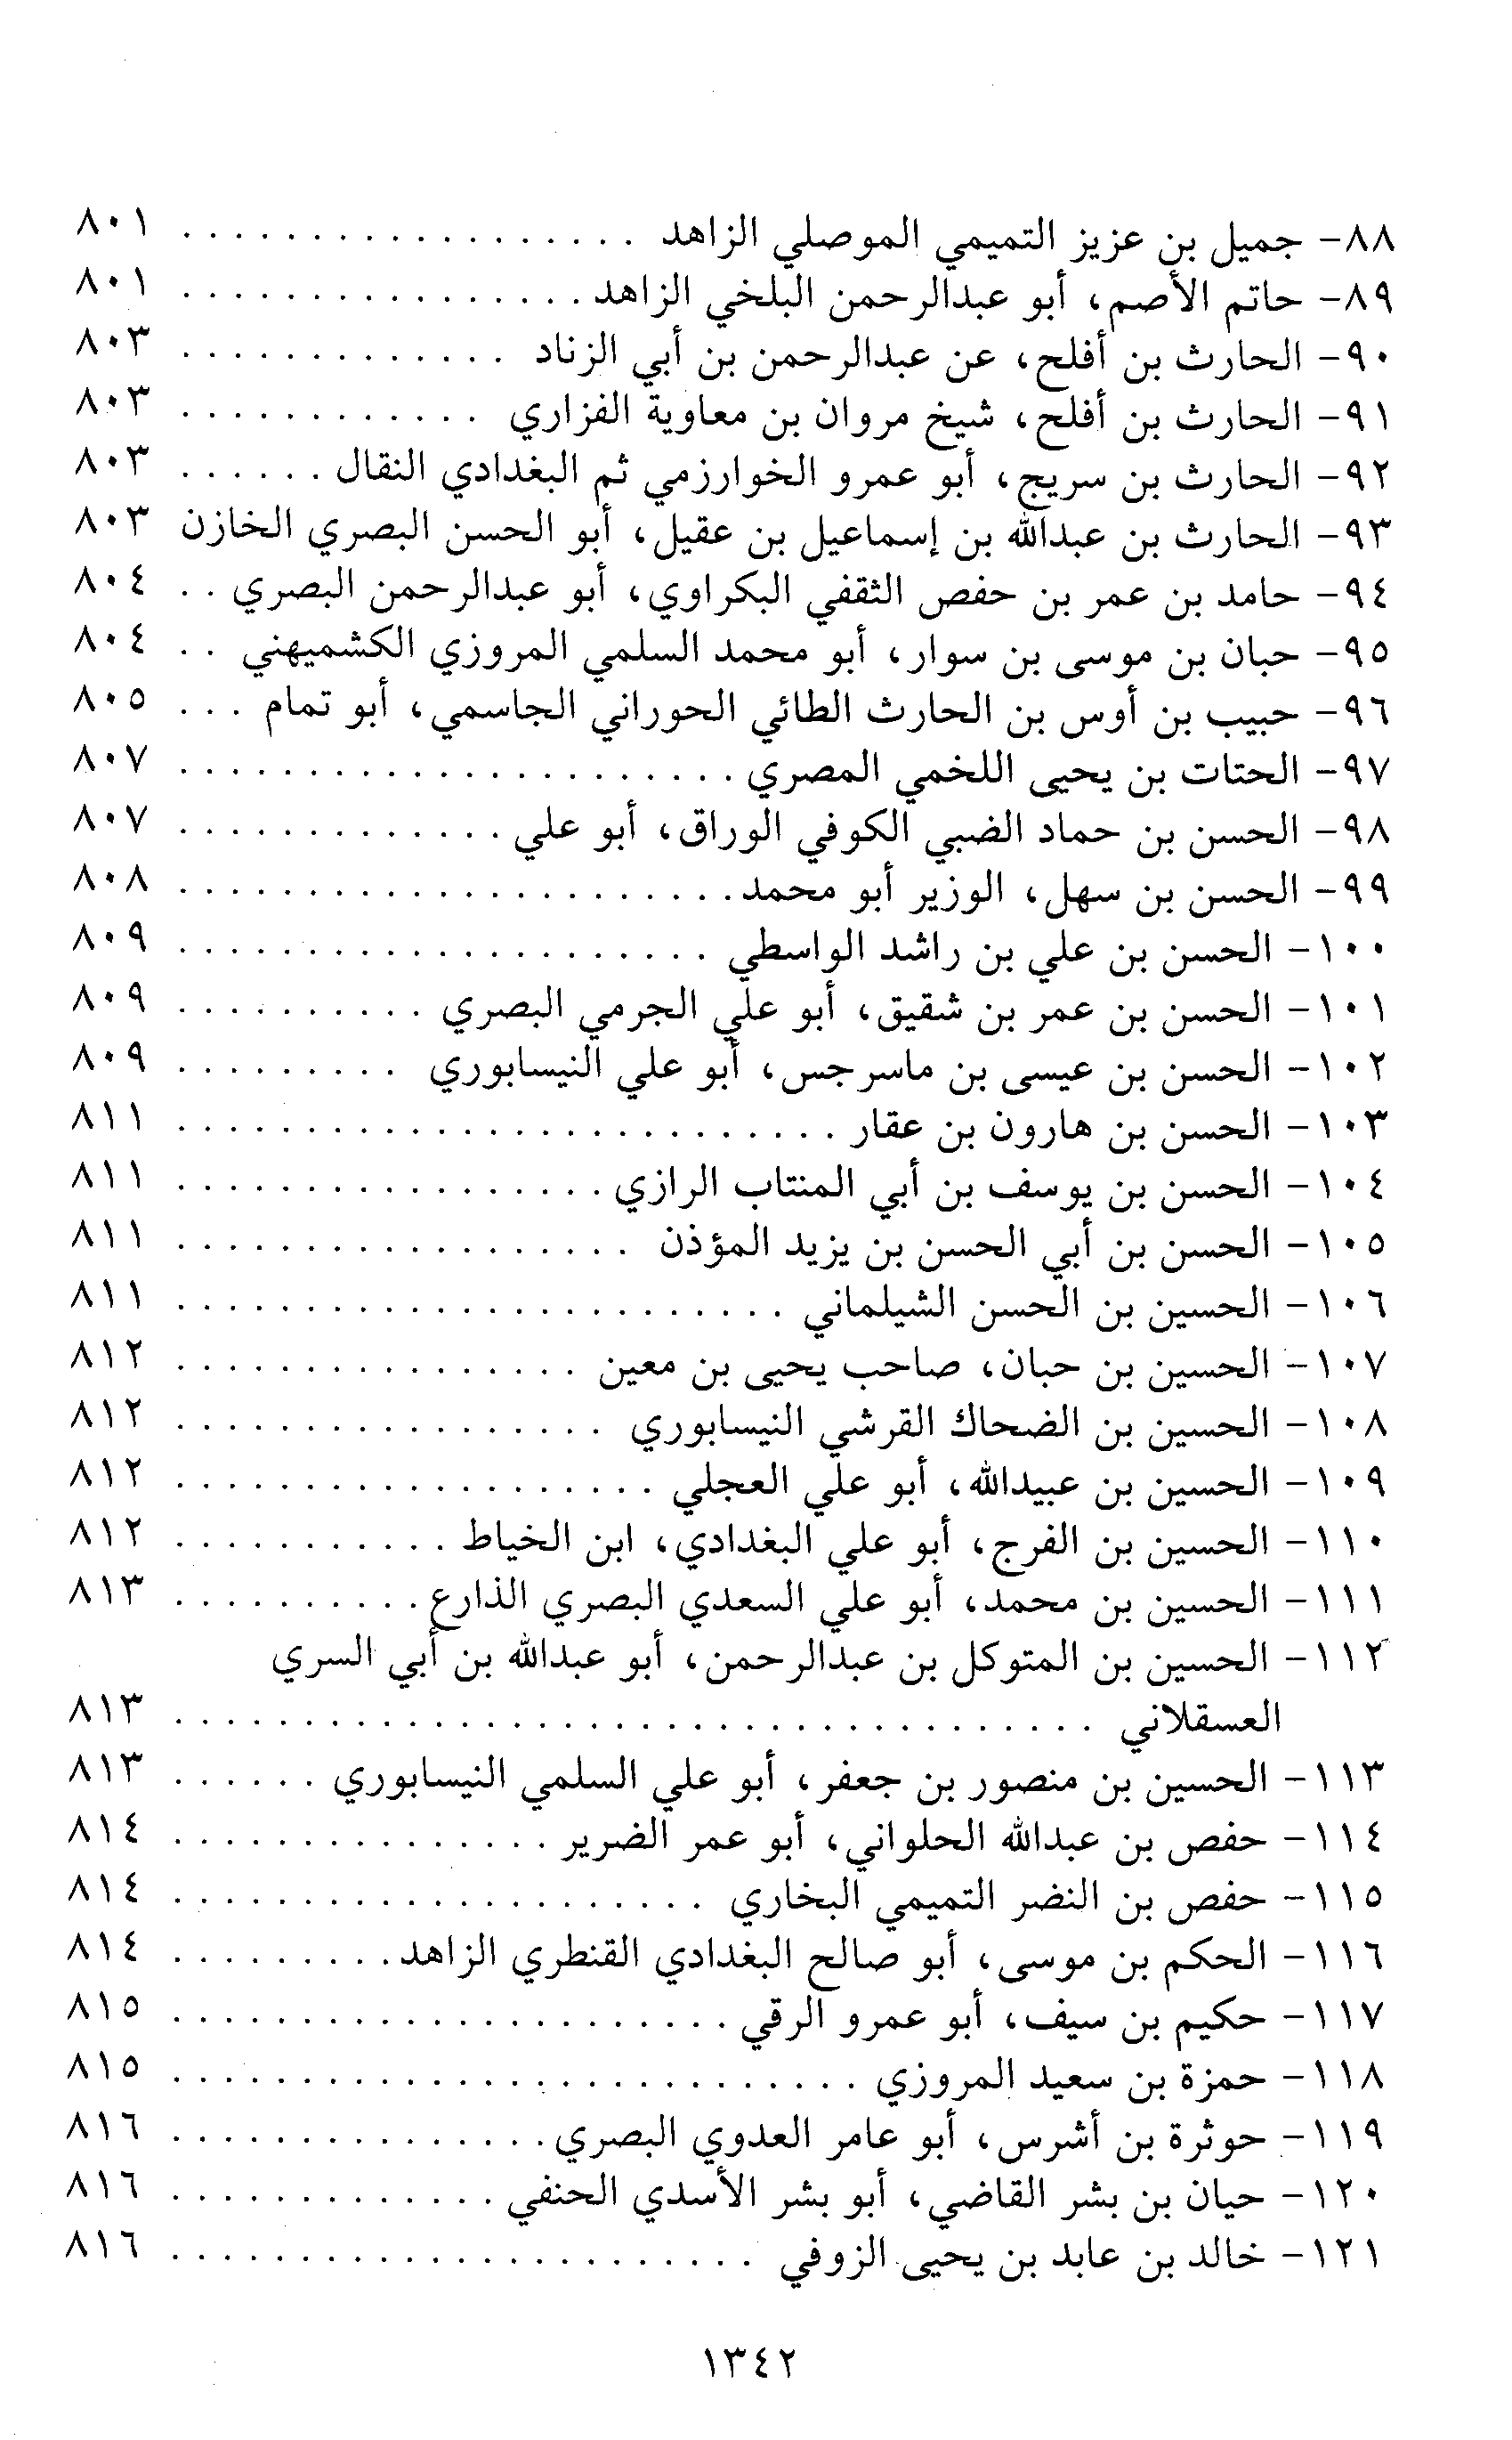 ٨٨- جميل بن عزيز التميمي الموصلي الزاهد . . . . . . . . . . . . . . . . . . ٨٠١
٨٩- حاتم الأصم، أبو عبدالرحمن البلخي الزاهد . . . . . . . . . . . . . . . . ٨٠١
٩٠- الحارث بن أفلح، عن عبدالرحمن بن أبي الزناد . . . . . . . . . . . . . ٨٠٣
٩١- الحارث بن أفلح، شيخ مروان بن معاوية الفزاري . . . . . . . . . . . . ٨٠٣
٩٢- الحارث بن سريج، أبو عمرو الخوارزمي ثم البغدادي النقال . . . . . . ٨٠٣
٩٣- الحارث بن عبدالله بن إسماعيل بن عقيل، أبو الحسن البصري الخازن ٨٠٣
٩٤- حامد بن عمر بن حفص الثقفي البكراوي، أبو عبدالرحمن البصري . . ٨٠٤
٩٥- حبان بن موسى بن سوار، أبو محمد السلمي المروزي الكشميهني . . ٨٠٤
٩٦- حبيب بن أوس بن الحارث الطائي الحوراني الجاسمي، أبو تمام . . . ٨٠٥
٩٧- الحتات بن يحيى اللخمي المصري . . . . . . . . . . . . . . . . . . . . . . ٨٠٧
٩٨- الحسن بن حماد الضبي الكوفي الوراق، أبو علي . . . . . . . . . . . . . ٨٠٧
٩٩- الحسن بن سهل، الوزير أبو محمد . . . . . . . . . . . . . . . . . . . . . . ٨٠٨
١٠٠- الحسن بن علي بن راشد الواسطي . . . . . . . . . . . . . . . . . . . . . ٨٠٩
١٠١- الحسن بن عمر بن شقيق، أبو علي الجرمي البصري . . . . . . . . . . ٨٠٩
١٠٢- الحسن بن عيسى بن ماسرجس، أبو علي النيسابوري . . . . . . . . . ٨٠٩
١٠٣- الحسن بن هارون بن عقار . . . . . . . . . . . . . . . . . . . . . . . . . . ٨١١
١٠٤- الحسن بن يوسف بن أبي المنتاب الرازي . . . . . . . . . . . . . . . . . ٨١١
١٠٥- الحسن بن أبي الحسن بن يزيد المؤذن . . . . . . . . . . . . . . . . . . ٨١١
١٠٦- الحسين بن الحسن الشيلماني . . . . . . . . . . . . . . . . . . . . . . . . ٨١١
١٠٧- الحسين بن حبان، صاحب يحيى بن معين . . . . . . . . . . . . . . . . ٨١٢
١٠٨- الحسين بن الضحاك القرشي النيسابوري . . . . . . . . . . . . . . . . . ٨١٢
١٠٩- الحسين بن عبيدالله، أبو علي العجلي . . . . . . . . . . . . . . . . . . . ٨١٢
١١٠- الحسين بن الفرج، أبو علي البغدادي، ابن الخياط . . . . . . . . . . . ٨١٢
١١١- الحسين بن محمد، أبو علي السعدي البصري الذارع . . . . . . . . . . ٨١٣
١١٢- الحسين بن المتوكل بن عبدالرحمن، أبو عبدالله بن أبي السري
العسقلاني . . . . . . . . . . . . . . . . . . . . . . . . . . . . . . . . . . . . ٨١٣
١١٣- الحسين بن منصور بن جعفر، أبو علي السلمي النيسابوري . . . . . . ٨١٣
١١٤- حفص بن عبدالله الحلواني، أبو عمر الضرير . . . . . . . . . . . . . . . ٨١٤
١١٥- حفص بن النضر التميمي البخاري . . . . . . . . . . . . . . . . . . . . . ٨١٤
١١٦- الحكم بن موسى، أبو صالح البغدادي القنطري الزاهد . . . . . . . . . ٨١٤
١١٧- حكيم بن سيف، أبو عمرو الرقي . . . . . . . . . . . . . . . . . . . . . . ٨١٥
١١٨- حمزة بن سعيد المروزي . . . . . . . . . . . . . . . . . . . . . . . . . . . ٨١٥
١١٩- حوثرة بن أشرس، أبو عامر العدوي البصري . . . . . . . . . . . . . . . ٨١٦
١٢٠- حيان بن بشر القاضي، أبو بشر الأسدي الحنفي . . . . . . . . . . . . . ٨١٦
١٢١- خالد بن عابد بن يحيى الزوفي . . . . . . . . . . . . . . . . . . . . . . . ٨١٦
١٣٤٢